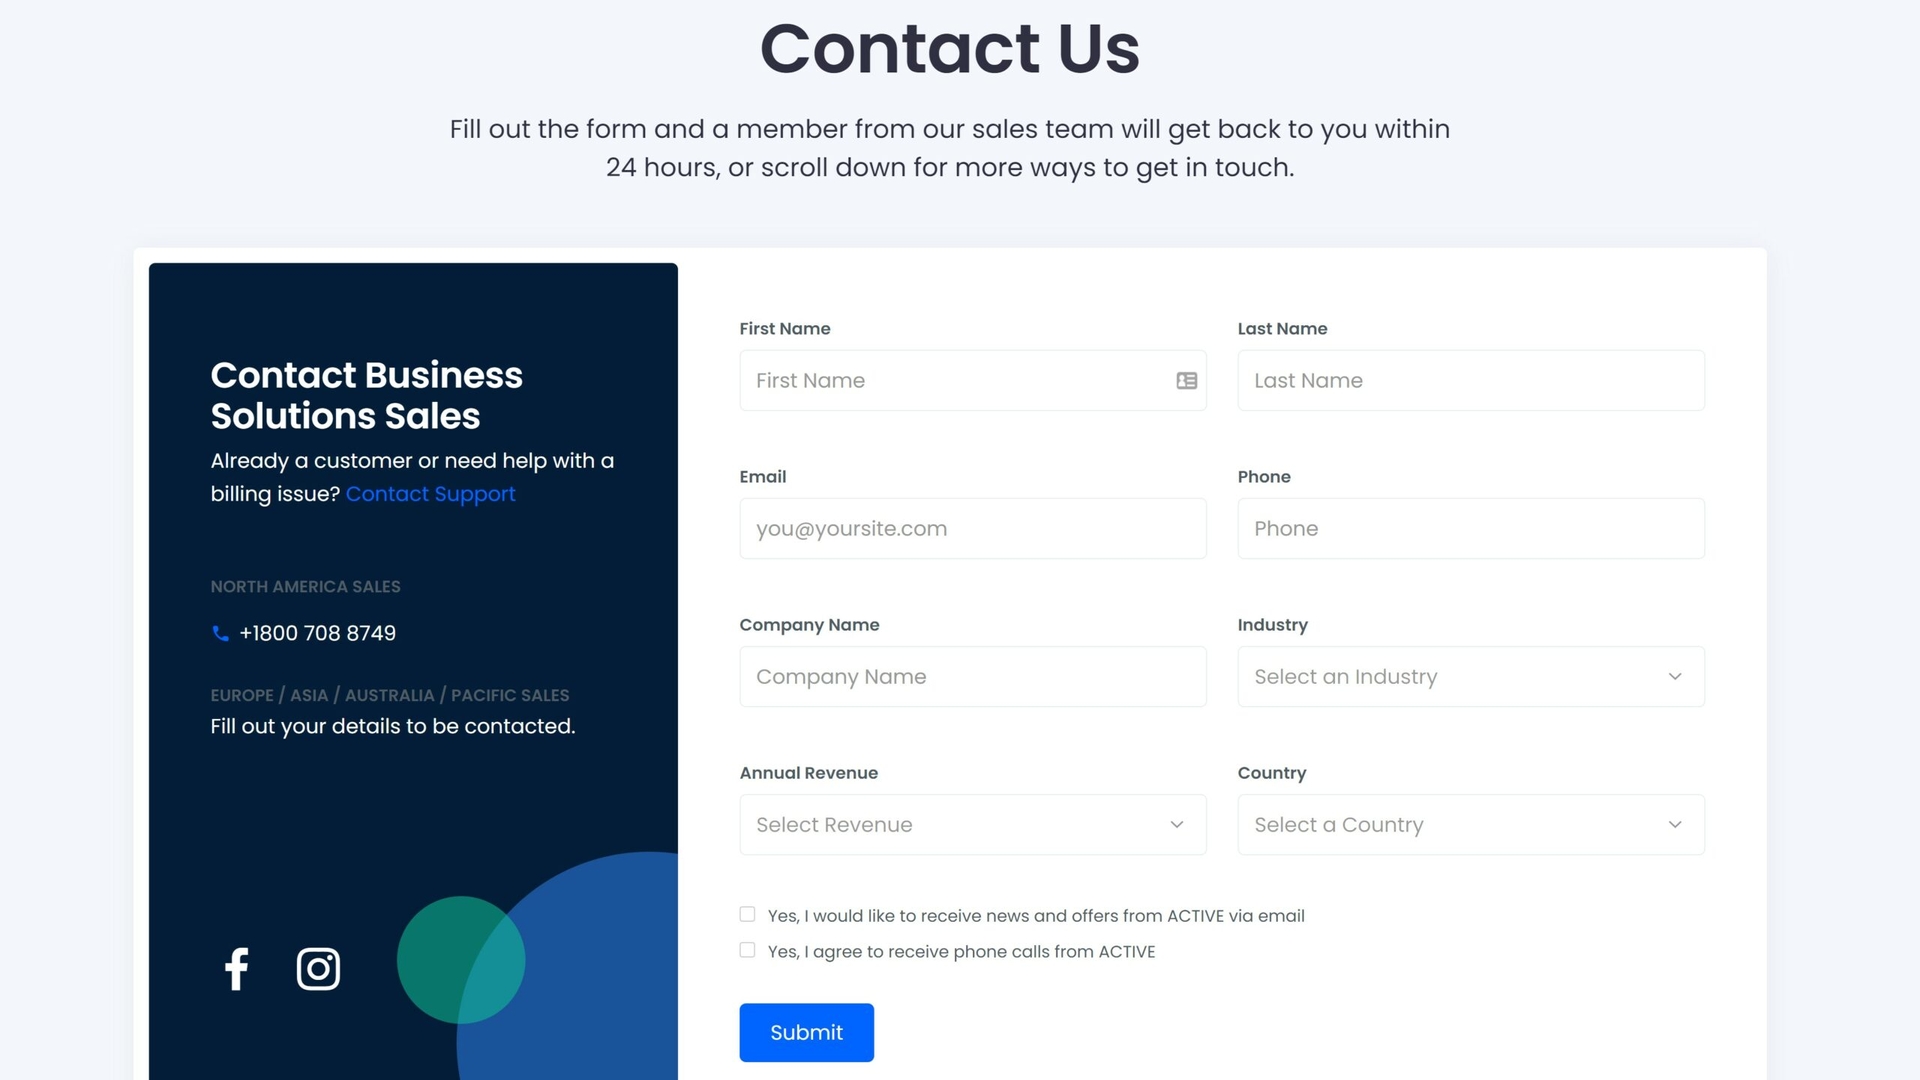 Contact Us
Fill out the form and a member from our sales team will get back to you within
24 hours, or scroll down for more ways to get in touch.
Contact Business
Solutions Sales
Already a customer or need help with a
billing issue? Contact Support
NORTH AMERICA SALES
+1800 708 8749
EUROPE / ASIA / AUSTRALIA / PACIFIC SALES
Fill out your details to be contacted.
First Name
Last Name
First Name
Last Name
Email
Phone
you@yoursite.com
Phone
Company Name
Industry
Company Name
Select an Industry
Annual Revenue
Country
Select Revenue
Select a Country
Yes, I would like to receive news and offers from ACTIVE via email
Yes, I agree to receive phone calls from ACTIVE
Submit